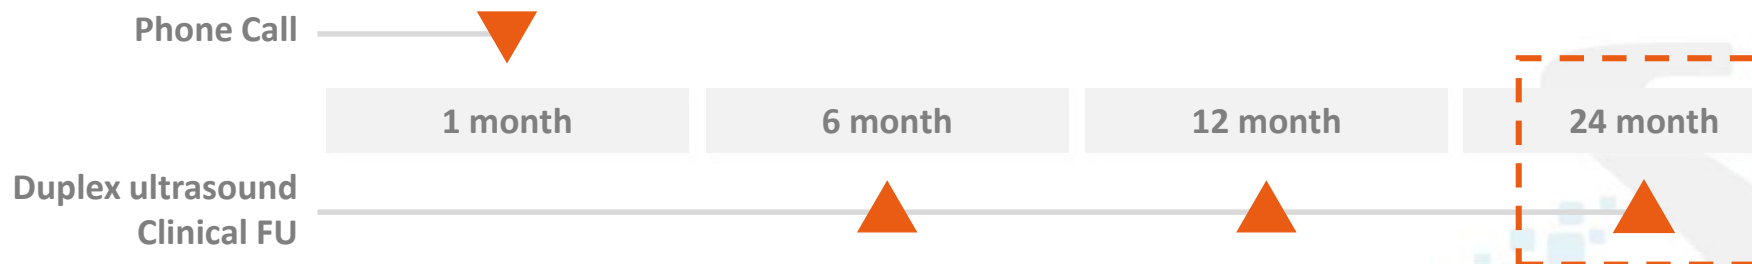 Phone Call
1 month
6 month
12 month
24 month
Duplex ultrasound
Clinical FU